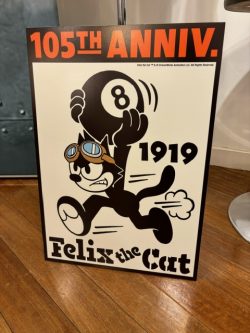 105TH ANNIV.
8
1919
Felix the Cat